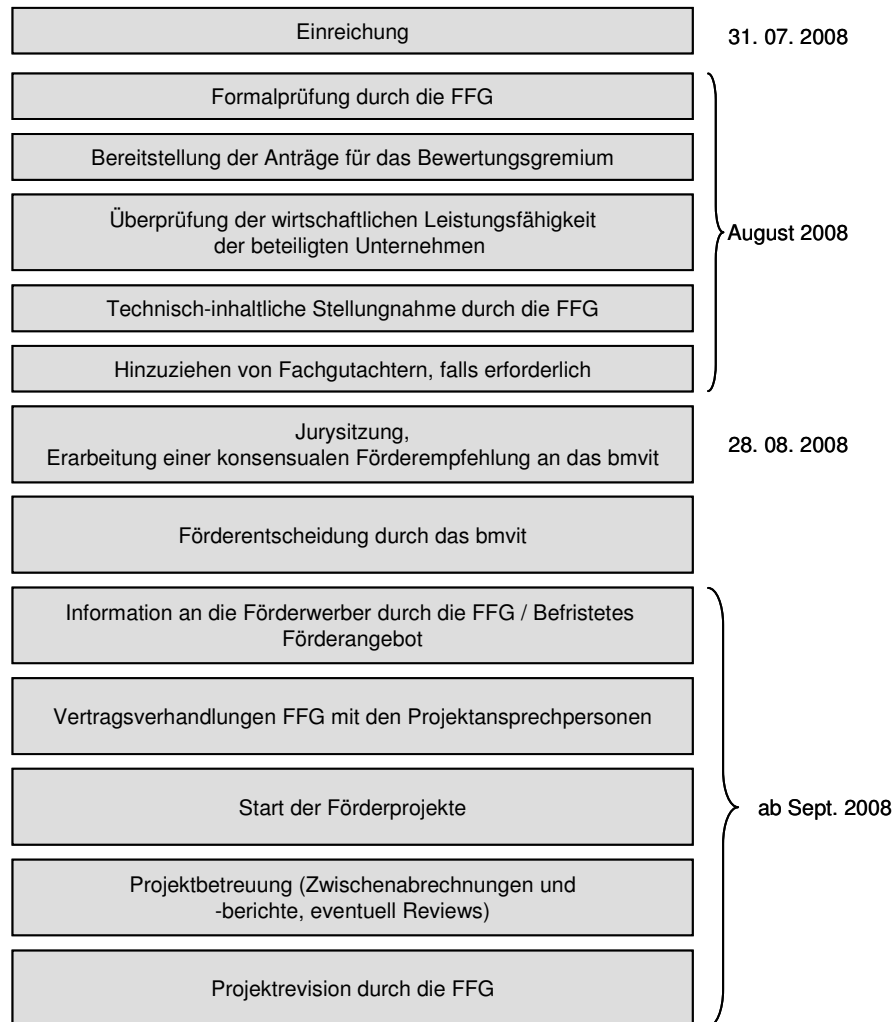 Einreichung
31. 07. 2008
Formalprüfung durch die FFG
Bereitstellung der Anträge für das Bewertungsgremium
Überprüfung der wirtschaftlichen Leistungsfähigkeit
der beteiligten Unternehmen
August 2008
Technisch-inhaltliche Stellungnahme durch die FFG
Hinzuziehen von Fachgutachtern, falls erforderlich
Jurysitzung,
Erarbeitung einer konsensualen Förderempfehlung an das bmvit
28. 08. 2008
Förderentscheidung durch das bmvit
Information an die Förderwerber durch die FFG / Befristetes
Förderangebot
Vertragsverhandlungen FFG mit den Projektansprechpersonen
Start der Förderprojekte
ab Sept. 2008
Projektbetreuung (Zwischenabrechnungen und
-berichte, eventuell Reviews)
Projektrevision durch die FFG